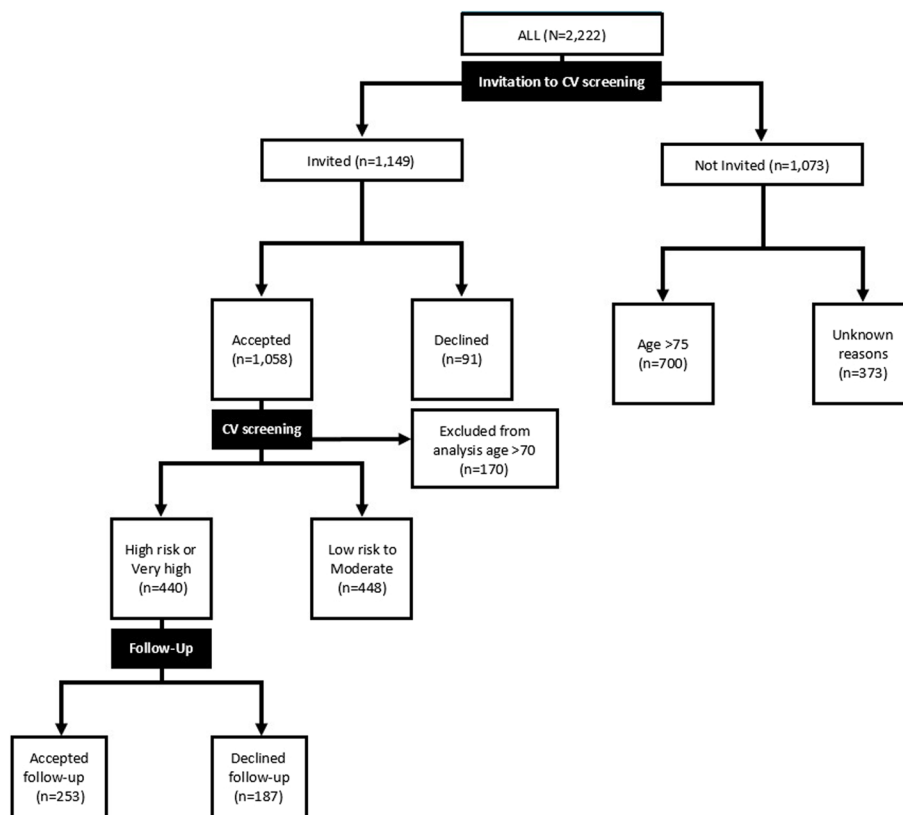 ALL (N=2,222)
Invitation to CV screening
Invited (n=1,149)
Not Invited (n=1,073)
Accepted
(n=1,058)
Declined
(n=91)
Age >75
(n=700)
Unknown
reasons
(n=373)
CV screening
Excluded from
analysis age >70
(n=170)
High risk or
Very high
(n=440)
Low risk to
Moderate
(n=448)
Follow-Up
Accepted
follow-up
(n=253)
Declined
follow-up
(n=187)